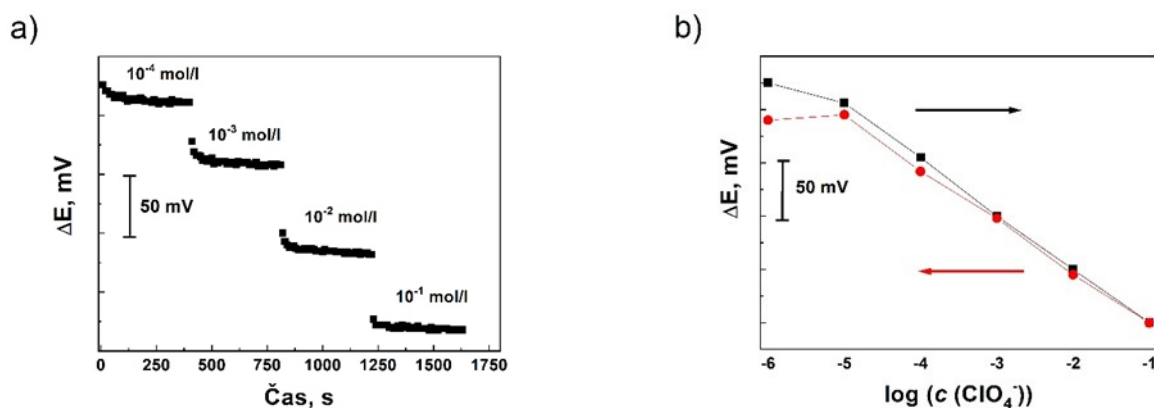 a)
10⁻⁴ mol/l
10⁻³ mol/l
50 mV
10⁻² mol/l
10⁻¹ mol/l
ΔE, mV
0 250 500 750 1000 1250 1500 1750
Čas, s
b)
50 mV
ΔE, mV
-6 -5 -4 -3 -2 -1
log (c (ClO₄⁻))